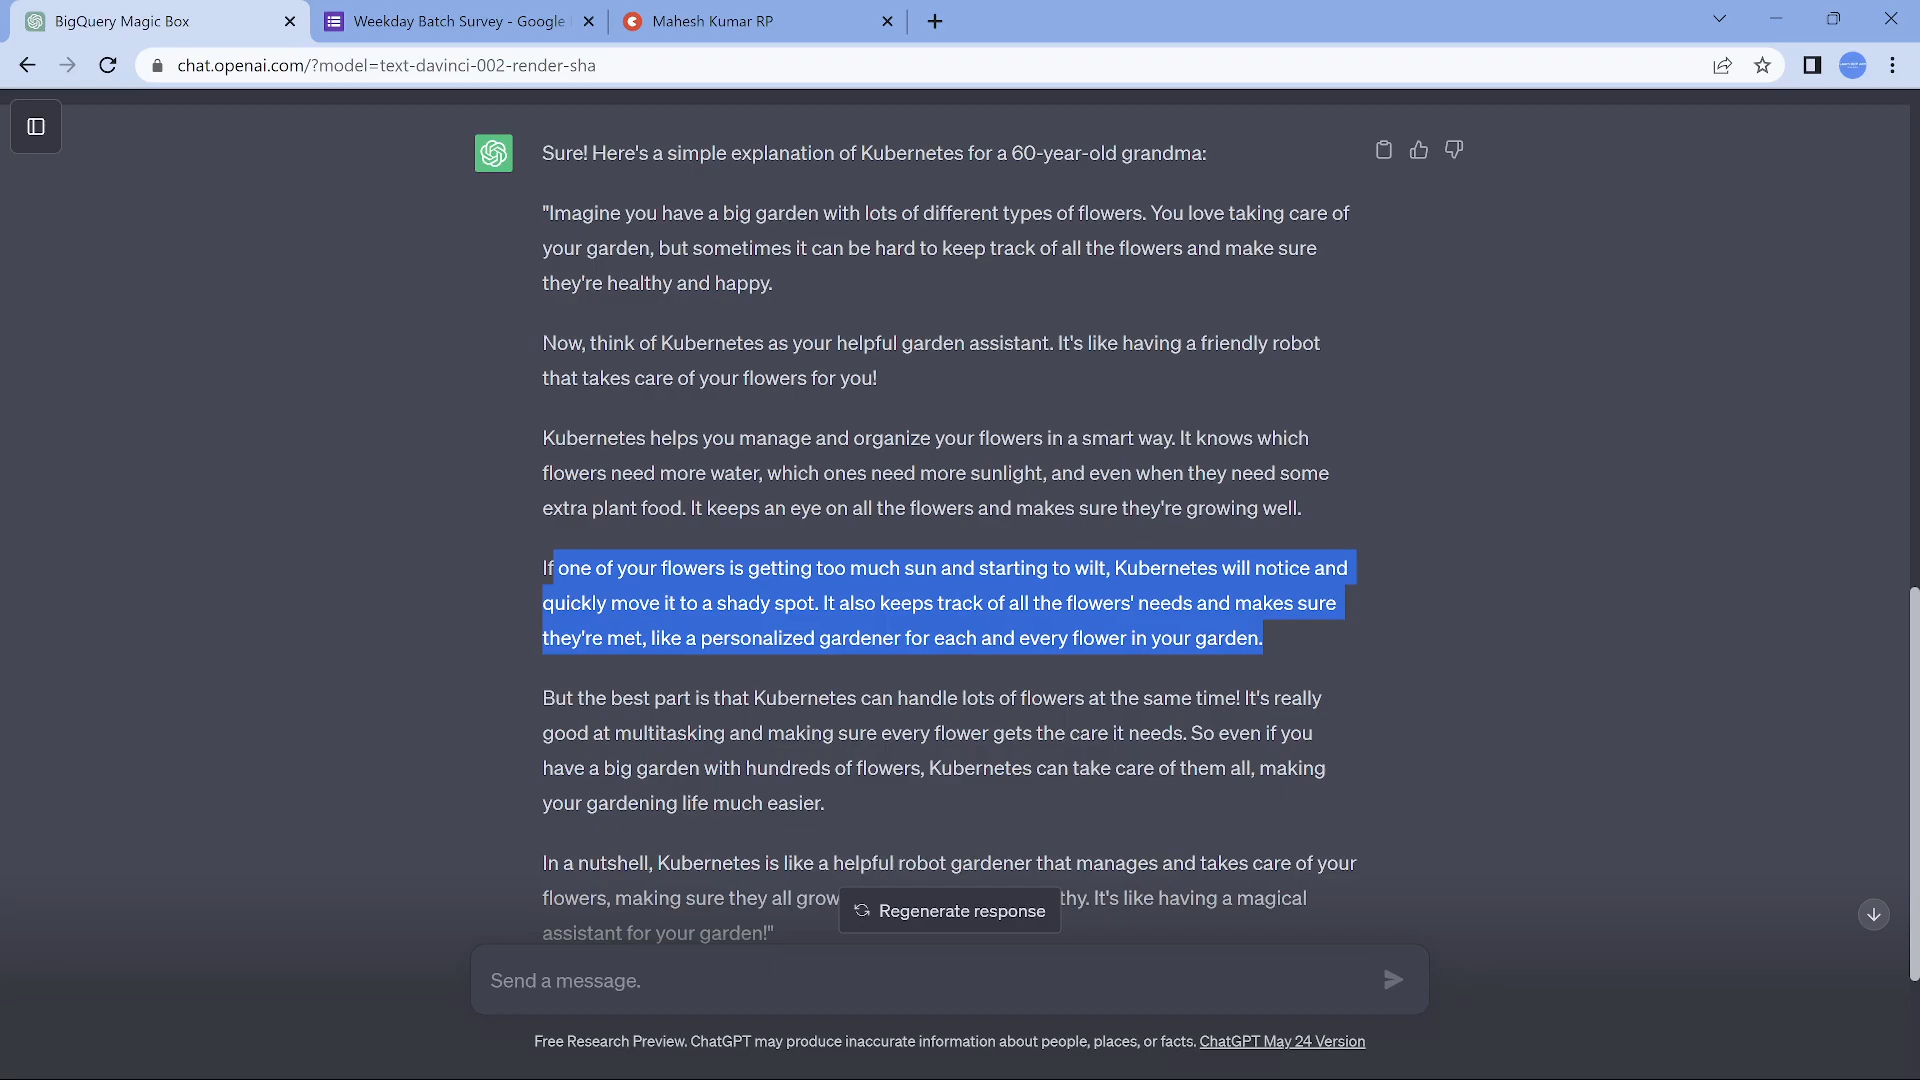 BigQuery Magic Box
Weekday Batch Survey - Google
Mahesh Kumar RP
chat.openai.com/?model=text-davinci-002-render-sha
Sure! Here's a simple explanation of Kubernetes for a 60-year-old grandma:
"Imagine you have a big garden with lots of different types of flowers. You love taking care of
your garden, but sometimes it can be hard to keep track of all the flowers and make sure
they're healthy and happy.
Now, think of Kubernetes as your helpful garden assistant. It's like having a friendly robot
that takes care of your flowers for you!
Kubernetes helps you manage and organize your flowers in a smart way. It knows which
flowers need more water, which ones need more sunlight, and even when they need some
extra plant food. It keeps an eye on all the flowers and makes sure they're growing well.
If one of your flowers is getting too much sun and starting to wilt, Kubernetes will notice and
quickly move it to a shady spot. It also keeps track of all the flowers' needs and makes sure
they're met, like a personalized gardener for each and every flower in your garden.
But the best part is that Kubernetes can handle lots of flowers at the same time! It's really
good at multitasking and making sure every flower gets the care it needs. So even if you
have a big garden with hundreds of flowers, Kubernetes can take care of them all, making
your gardening life much easier.
In a nutshell, Kubernetes is like a helpful robot gardener that manages and takes care of your
flowers, making sure they all grow thy. It's like having a magical
Regenerate response
assistant for your garden!"
Send a message.
Free Research Preview. ChatGPT may produce inaccurate information about people, places, or facts. ChatGPT May 24 Version